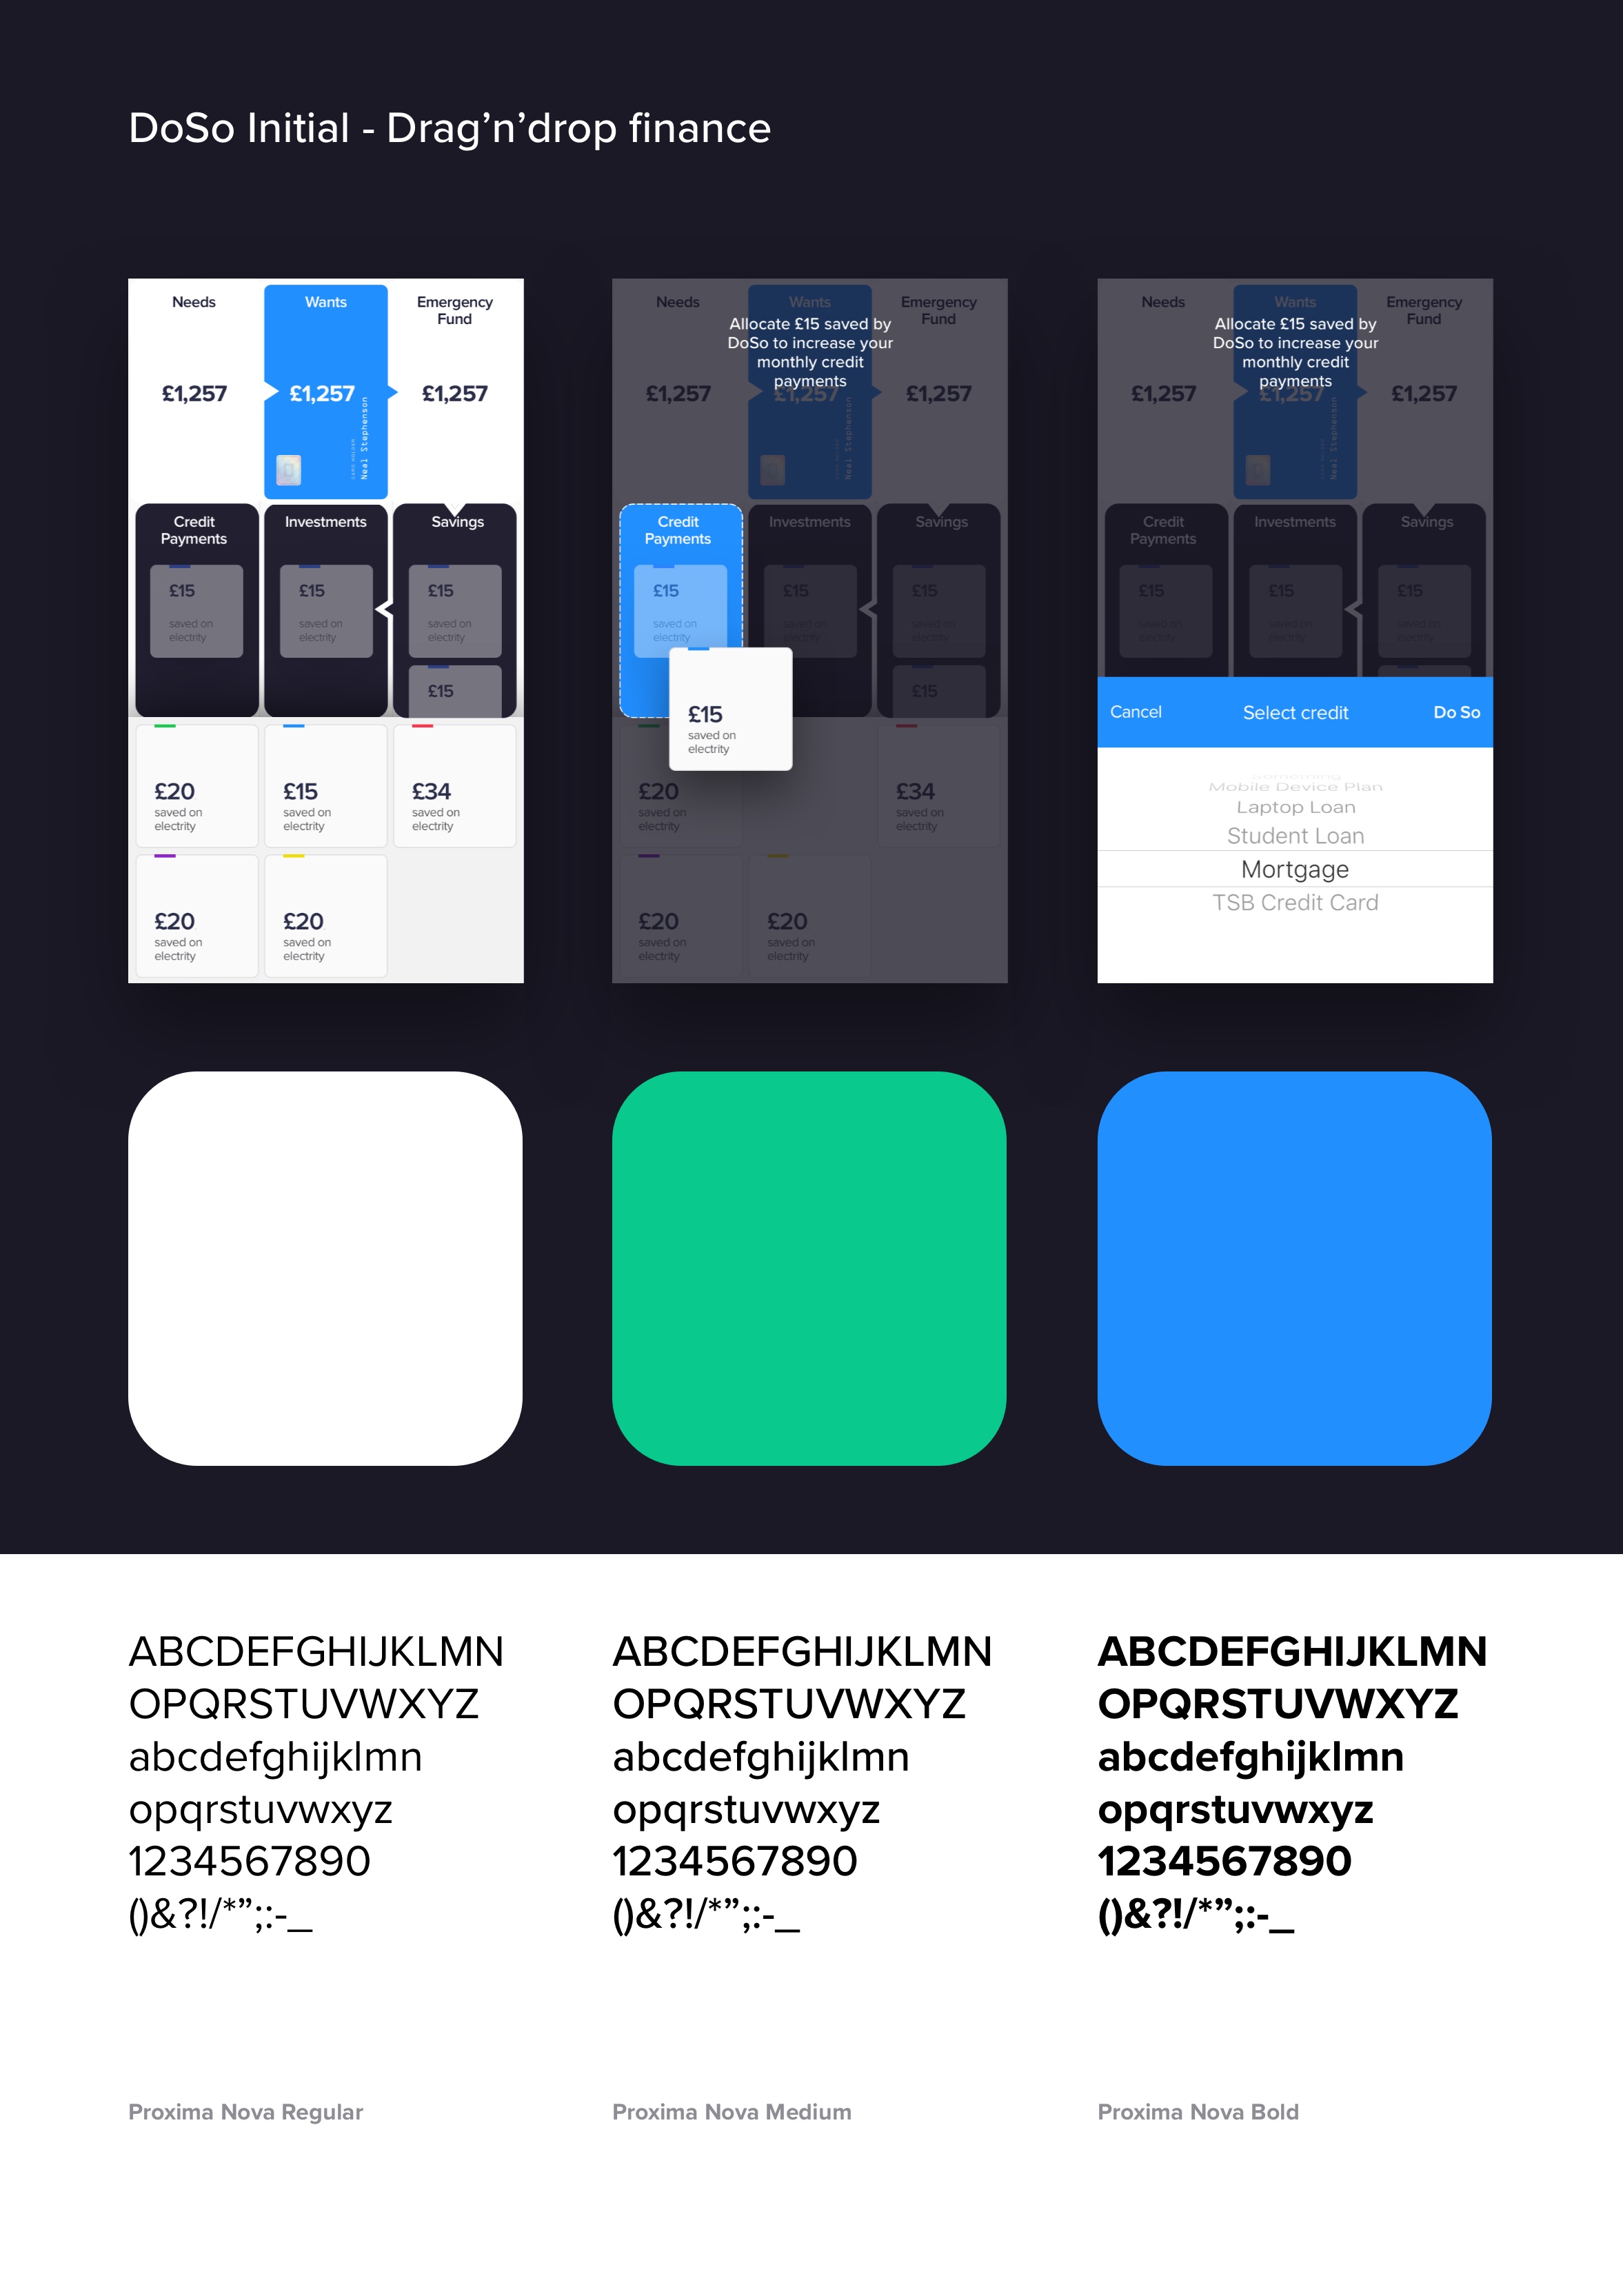 DoSo Initial - Drag’n’drop finance
Needs
Wants
Emergency
Fund
£1,257
£1,257
£1,257
Neal Stephenson
Credit
Payments
Investments
Savings
£15
saved on
electrity
£15
saved on
electrity
£15
saved on
electrity
£15
£20
saved on
electrity
£15
saved on
electrity
£34
saved on
electrity
£20
saved on
electrity
£20
saved on
electrity
Needs
Wants
Emergency
Fund
Allocate £15 saved by
DoSo to increase your
monthly credit
payments
£1,257
£1,257
£1,257
Credit
Payments
Investments
Savings
£15
saved on
electrity
£15
saved on
electrity
£15
saved on
electrity
£15
£15
saved on
electrity
£20
saved on
electrity
£34
saved on
electrity
£20
saved on
electrity
£20
saved on
electrity
Needs
Wants
Emergency
Fund
Allocate £15 saved by
DoSo to increase your
monthly credit
payments
£1,257
£1,257
£1,257
Credit
Payments
Investments
Savings
£15
saved on
electrity
£15
saved on
electrity
£15
saved on
electrity
Cancel
Select credit
Do So
Mobile Device Plan
Laptop Loan
Student Loan
Mortgage
TSB Credit Card
ABCDEFGHIJKLMN
OPQRSTUVWXYZ
abcdefghijklmn
opqrstuvwxyz
1234567890
()&?!/*”;:-_
Proxima Nova Regular
ABCDEFGHIJKLMN
OPQRSTUVWXYZ
abcdefghijklmn
opqrstuvwxyz
1234567890
()&?!/*”;:-_
Proxima Nova Medium
ABCDEFGHIJKLMN
OPQRSTUVWXYZ
abcdefghijklmn
opqrstuvwxyz
1234567890
()&?!/*”;:-_
Proxima Nova Bold